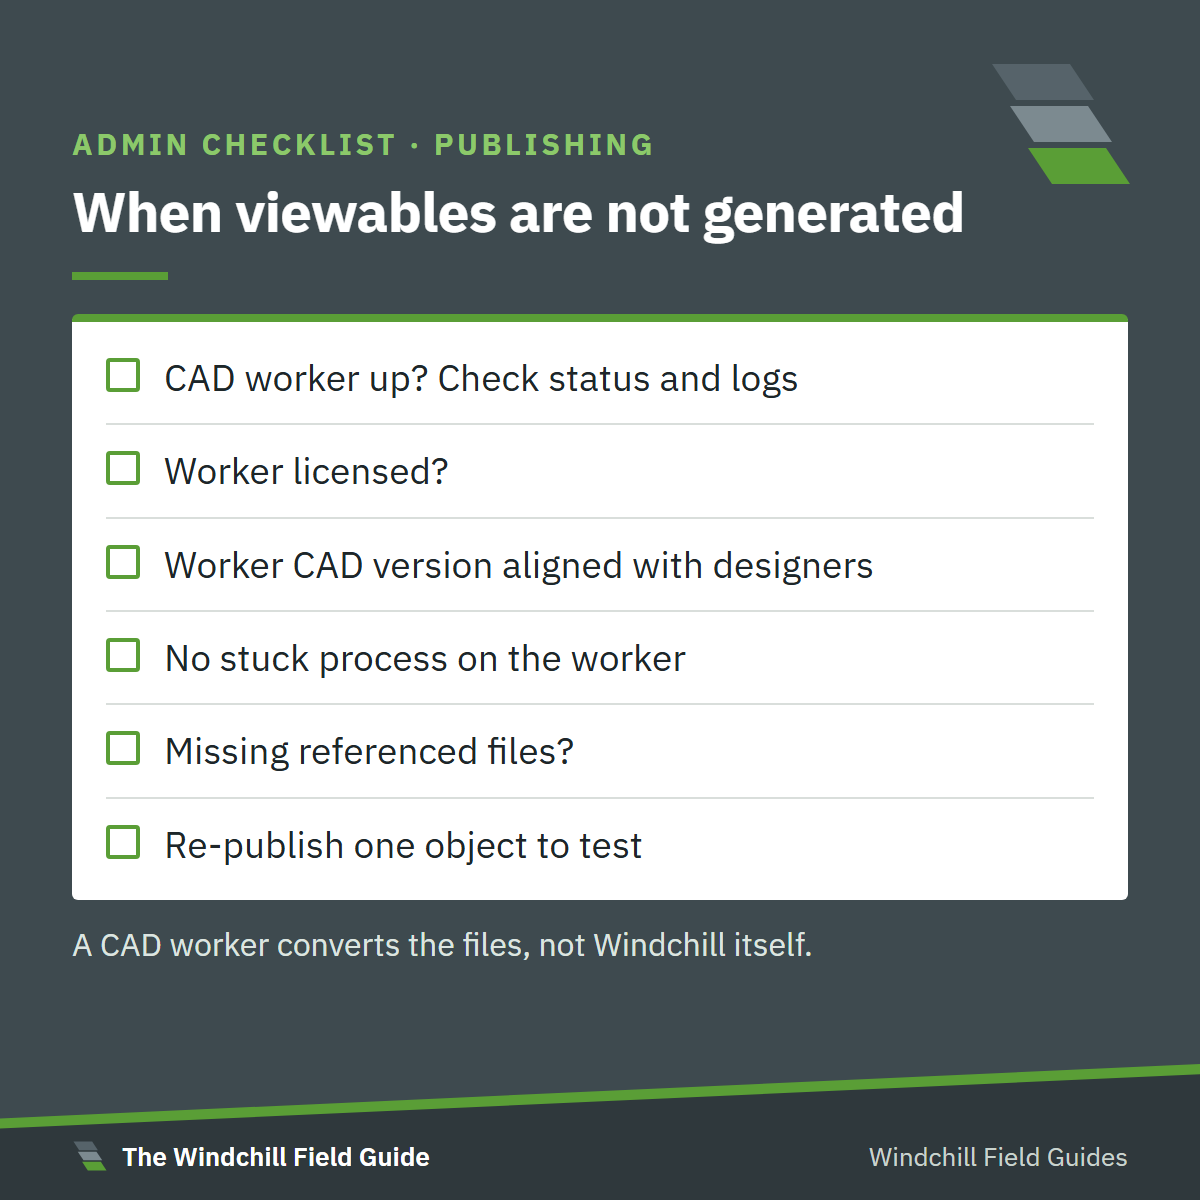 ADMIN CHECKLIST · PUBLISHING
When viewables are not generated
CAD worker up? Check status and logs
Worker licensed?
Worker CAD version aligned with designers
No stuck process on the worker
Missing referenced files?
Re-publish one object to test
A CAD worker converts the files, not Windchill itself.
The Windchill Field Guide
Windchill Field Guides